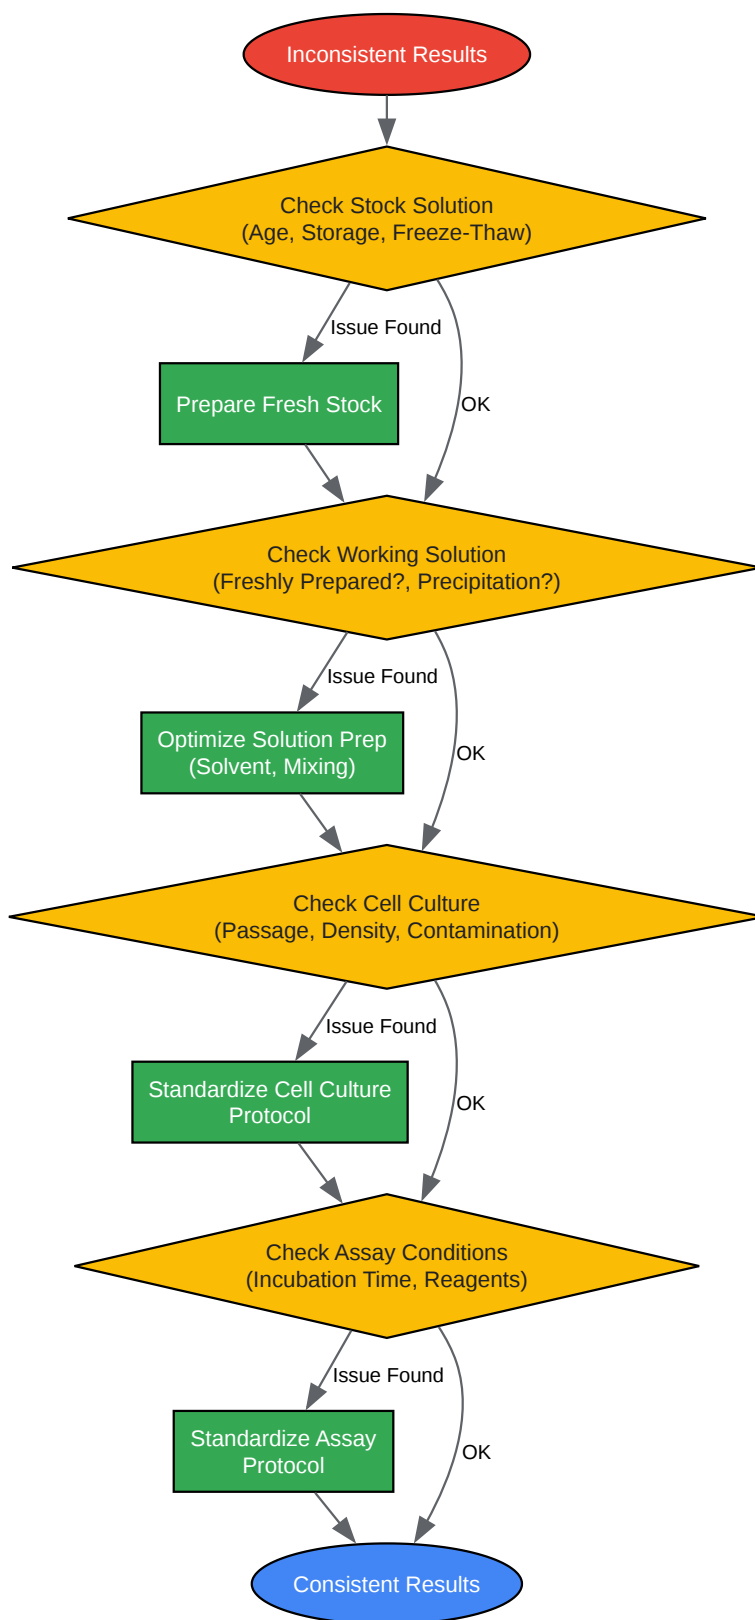 Inconsistent Results
Check Stock Solution
(Age, Storage, Freeze-Thaw)
Issue Found
Prepare Fresh Stock
OK
Check Working Solution
(Freshly Prepared?, Precipitation?)
Issue Found
Optimize Solution Prep
(Solvent, Mixing)
OK
Check Cell Culture
(Passage, Density, Contamination)
Issue Found
Standardize Cell Culture
Protocol
OK
Check Assay Conditions
(Incubation Time, Reagents)
Issue Found
Standardize Assay
Protocol
OK
Consistent Results